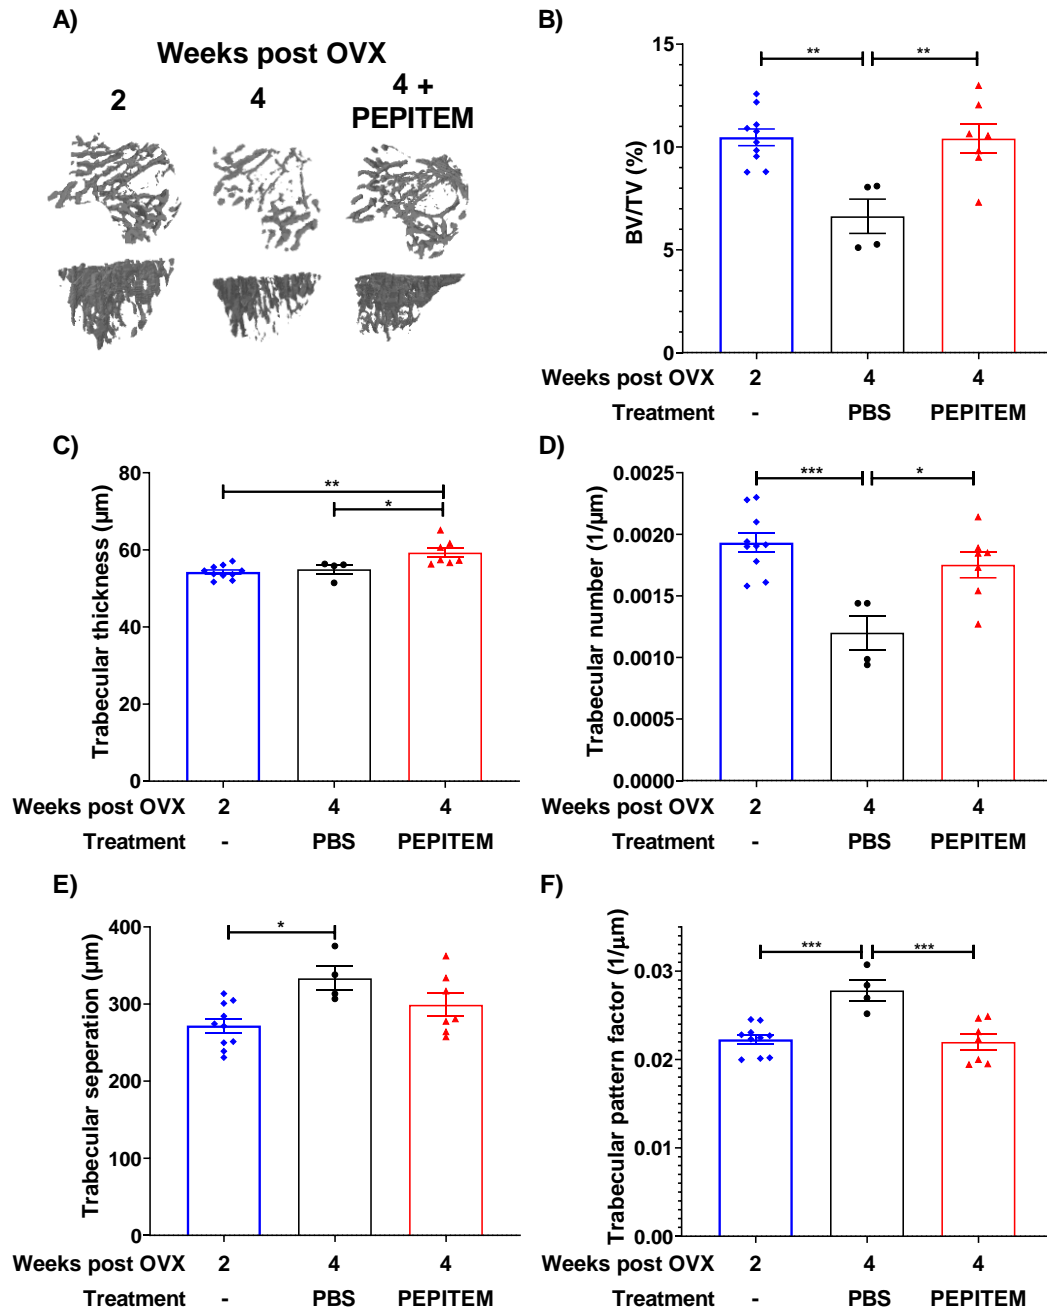 A)
Weeks post OVX
2 4 4 +
PEPITEM
B)
BV/TV (%)
15
10
5
0
** **
Weeks post OVX 2 4 4
Treatment - PBS PEPITEM
C)
Trabecular thickness (μm)
80
60
40
20
0
**
*
Weeks post OVX 2 4 4
Treatment - PBS PEPITEM
D)
Trabecular number (1/μm)
0.0025
0.0020
0.0015
0.0010
0.0005
0.0000
*** *
Weeks post OVX 2 4 4
Treatment - PBS PEPITEM
E)
Trabecular seperation (μm)
400
300
200
100
0
*
Weeks post OVX 2 4 4
Treatment - PBS PEPITEM
F)
Trabecular pattern factor (1/μm)
0.03
0.02
0.01
0.00
*** ***
Weeks post OVX 2 4 4
Treatment - PBS PEPITEM